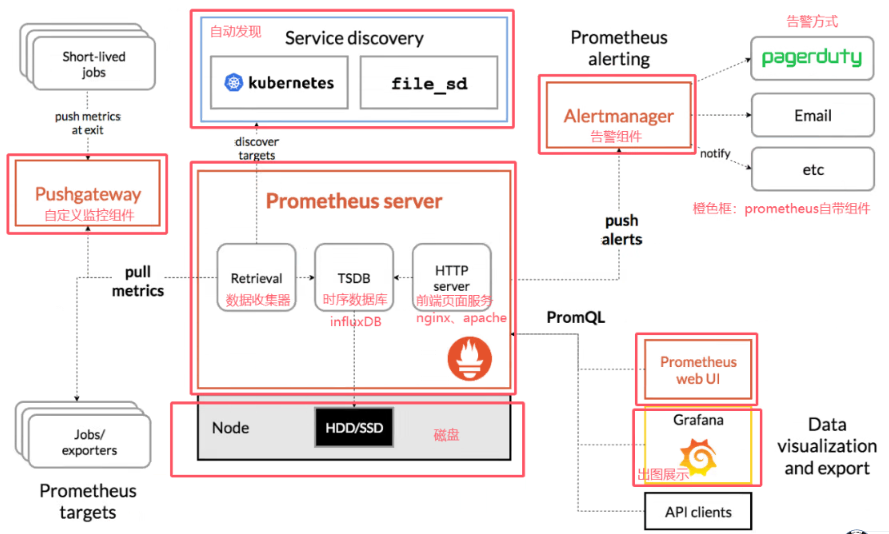 Short-lived
jobs
push metrics
at exit
Pushgateway
自定义监控组件
pull
metrics
Jobs/
exporters
Prometheus
targets
自动发现
Service discovery
kubernetes
file_sd
discover
targets
Prometheus server
Retrieval
数据收集器
TSDB
时序数据库
influxDB
HTTP
server
前端页面服务
nginx、apache
Node
HDD/SSD
磁盘
Prometheus
alerting
Alertmanager
告警组件
push
alerts
notify
告警方式
pagerduty
Email
etc
橙色框：prometheus自带组件
PromQL
Prometheus
web UI
Grafana
出图展示
API clients
Data
visualization
and export